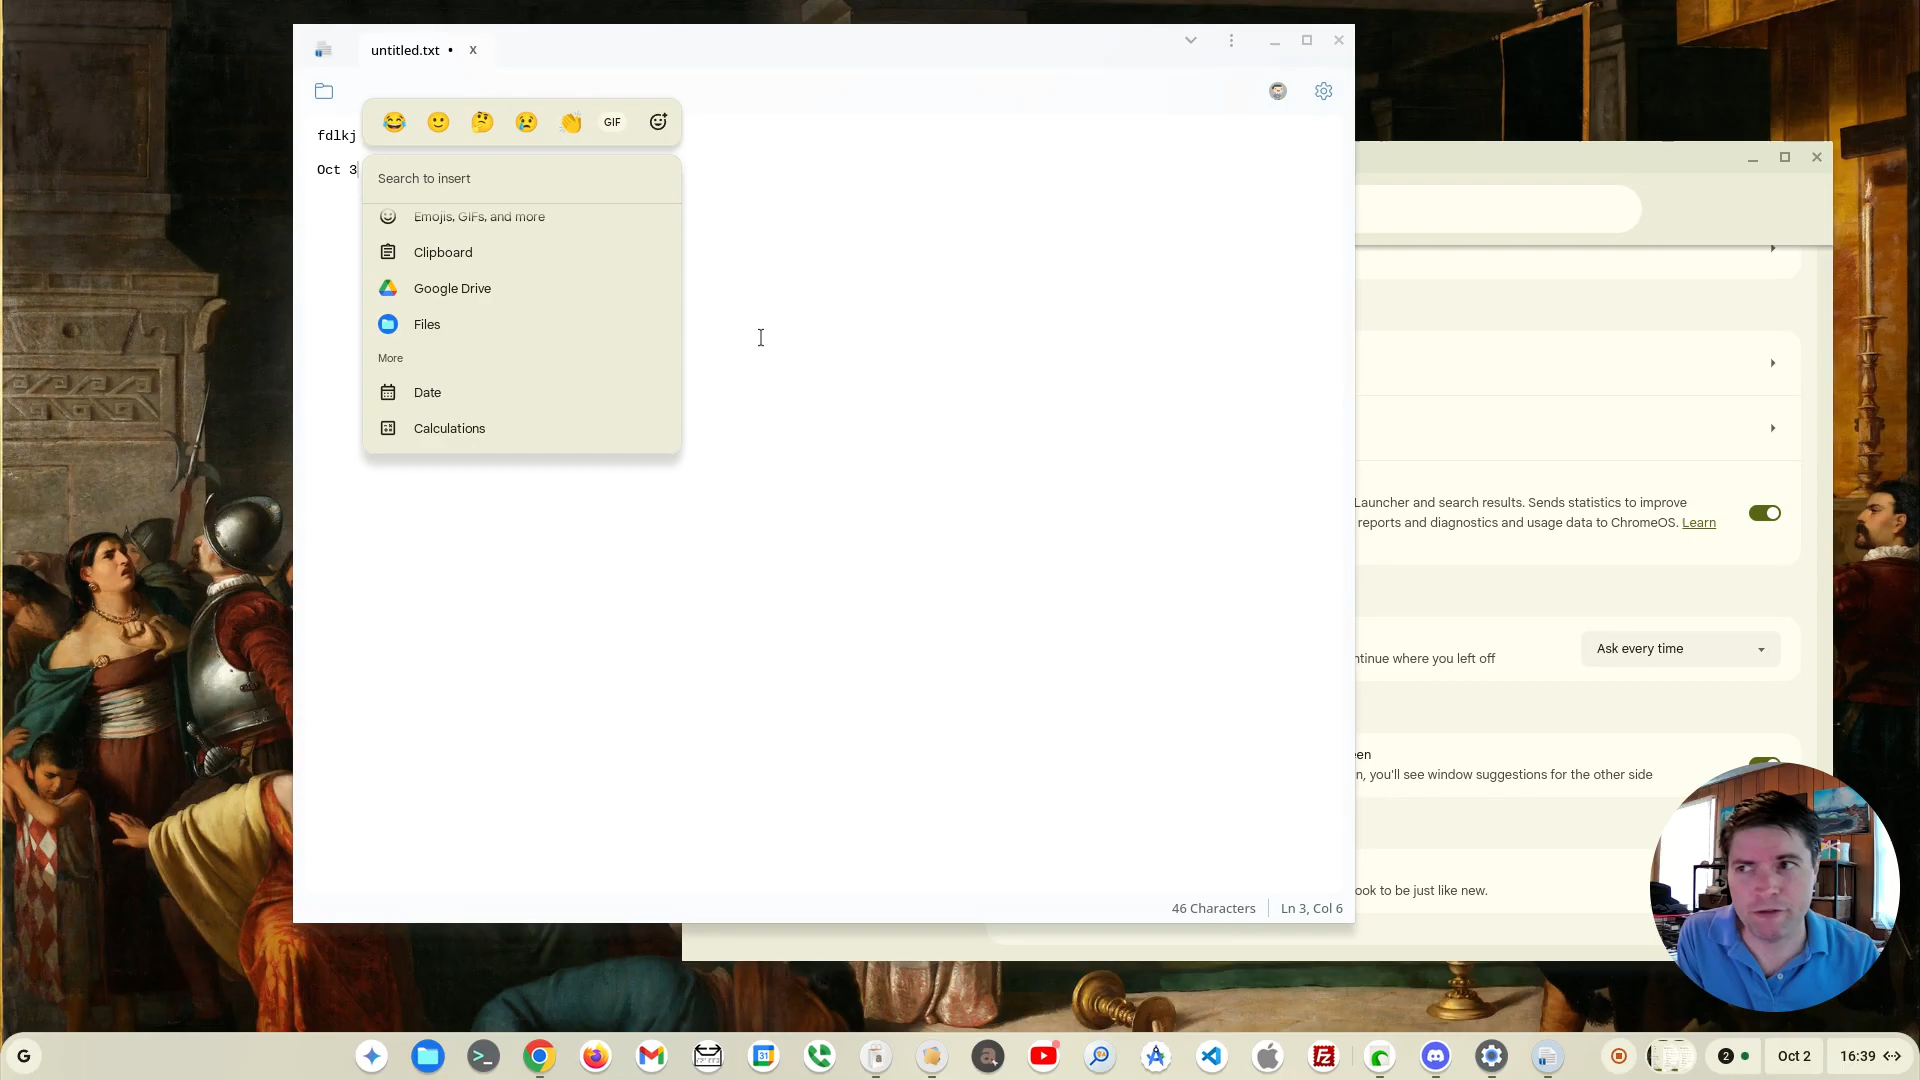 untitled.txt • x
GIF
fdlkj
Search to insert
Oct 3
Emojis, GIFs, and more
Clipboard
Google Drive
Files
More
Date
Calculations
Launcher and search results. Sends statistics to improve
reports and diagnostics and usage data to ChromeOS. Learn
Ask every time
ntinue where you left off
een
n, you'll see window suggestions for the other side
ook to be just like new.
46 Characters
Ln 3, Col 6
G
31
a
2
Oct 2
16:39